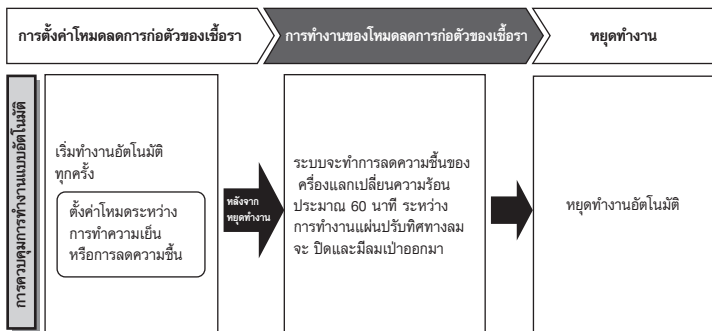 การตั้งค่าโหมดลดการก่อตัวของเชื้อรา
การทำงานของโหมดลดการก่อตัวของเชื้อรา
หยุดทำงาน
การควบคุมการทำงานแบบอัตโนมัติ
เริ่มทำงานอัตโนมัติ
ทุกครั้ง
ตั้งค่าโหมดระหว่าง
การทำความเย็น
หรือการลดความชื้น
หลังจาก
หยุดทำงาน
ระบบจะทำการลดความชื้นของ
ครื่องแลกเปลี่ยนความร้อน
ประมาณ 60 นาที ระหว่าง
การทำงานแผ่นปรับทิศทางลม
จะ ปิดและมีลมเป่าออกมา
หยุดทำงานอัตโนมัติ